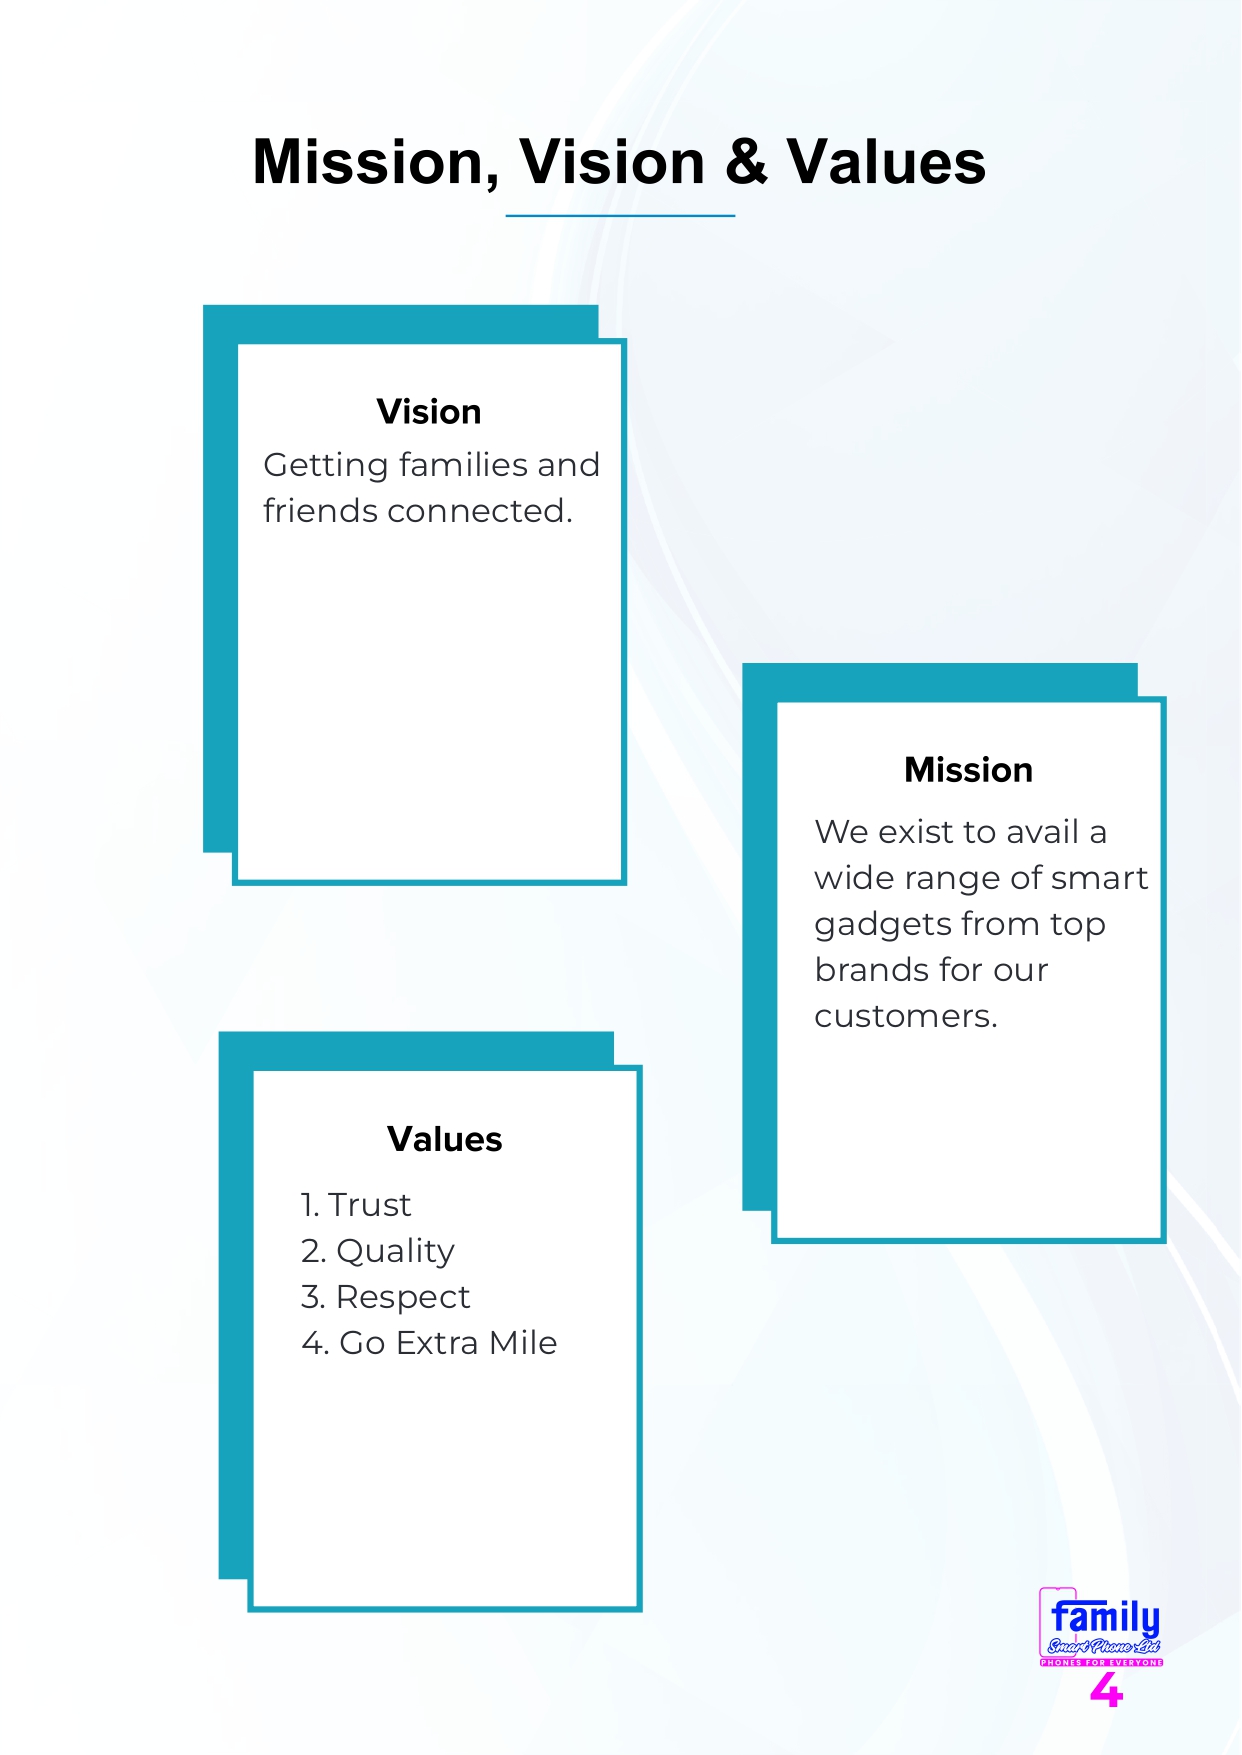 Mission, Vision & Values
Vision
Getting families and
friends connected.
Mission
We exist to avail a
wide range of smart
gadgets from top
brands for our
customers.
Values
1. Trust
2. Quality
3. Respect
4. Go Extra Mile
family
Smart Phone Ltd
PHONES FOR EVERYONE
4